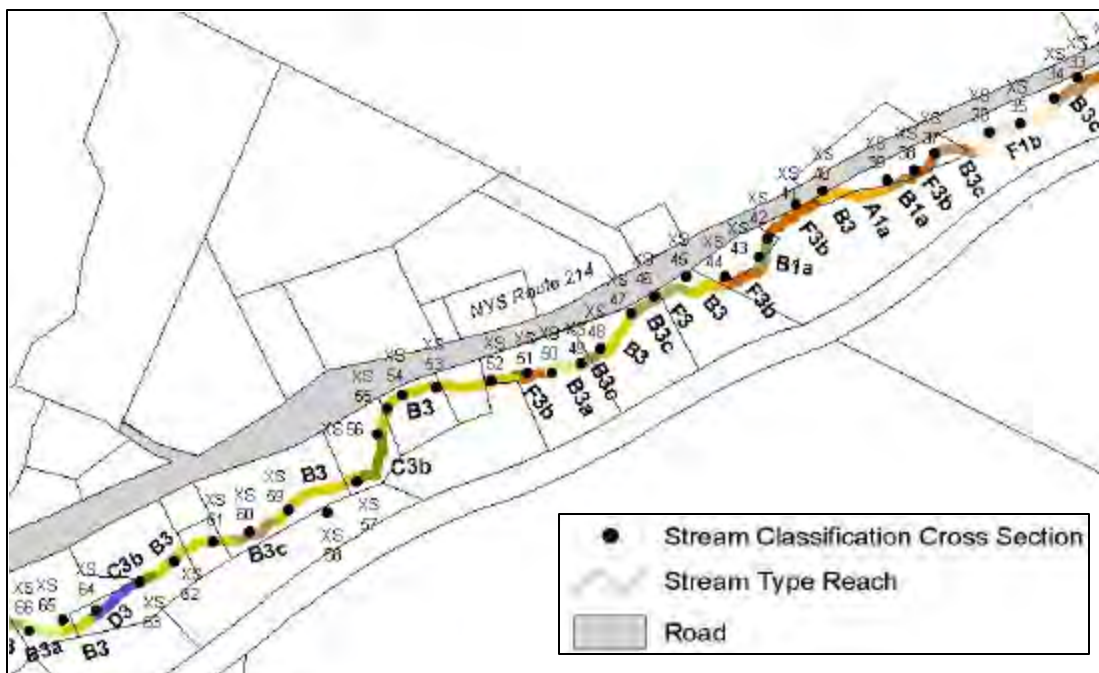 XS
33
XS
34
B3c
XS
35
F1b
XS
B3c
XS
37
F3b
XS
B1a
XS
A1a
XS
40
B3
XS
41
F3b
XS
42
B1a
XS
43
F3b
XS
44
B3
XS
45
F3
XS
46
B3c
XS
47
B3
XS
48
B3c
XS
49
B3a
XS
50
F3b
XS
51
XS
52
NYS Route 214
XS
53
B3
XS
54
XS
55
XS 56
C3b
XS
57
B3
XS
XS
59
B3c
XS
60
XS
61
B3
XS
62
C3b
XS
63
D3
XS
64
B3
XS
65
B3a
XS
66
Stream Classification Cross Section
Stream Type Reach
Road